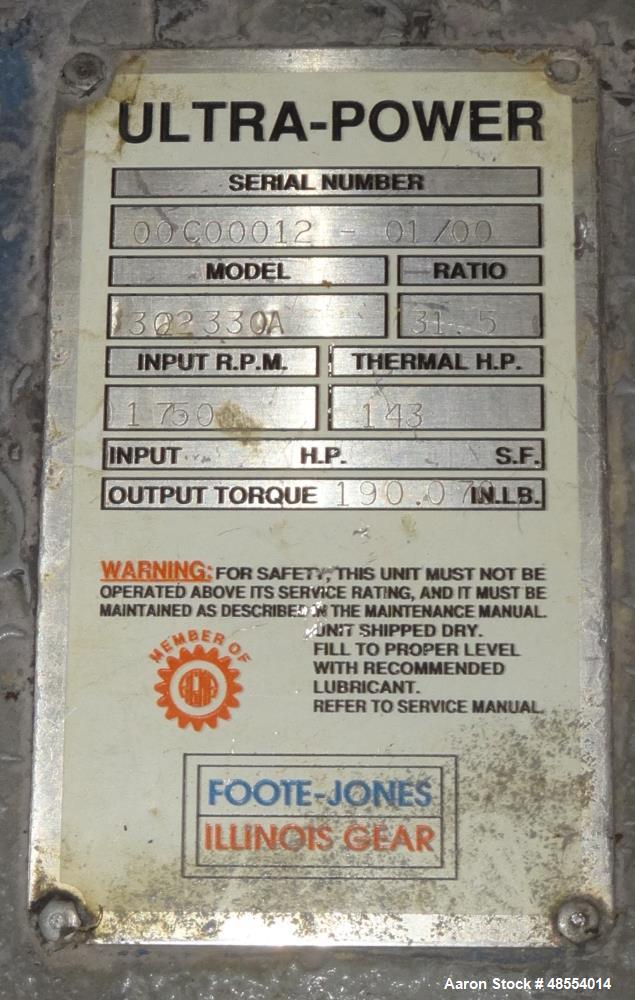 ULTRA-POWER
SERIAL NUMBER
00C00012 - 01/00
MODEL RATIO
302330A 31.5
INPUT R.P.M. THERMAL H.P.
1750 143
INPUT H.P. S.F.
OUTPUT TORQUE IN.LB.
WARNING: FOR SAFETY, THIS UNIT MUST NOT BE
OPERATED ABOVE ITS SERVICE RATING, AND IT MUST BE
MAINTAINED AS DESCRIBED IN THE MAINTENANCE MANUAL.
UNIT SHIPPED DRY.
FILL TO PROPER LEVEL
WITH RECOMMENDED
LUBRICANT.
REFER TO SERVICE MANUAL.
MEMBER OF
AGMA
FOOTE-JONES
ILLINOIS GEAR
Aaron Stock # 48554014